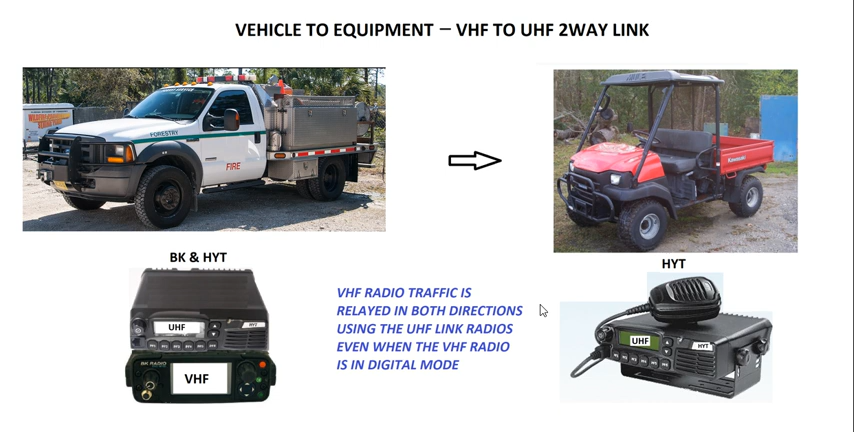 VEHICLE TO EQUIPMENT – VHF TO UHF 2WAY LINK
FORESTRY
FIRE
KAWASAKI
BK & HYT
HYT
UHF
HYT
BK RADIO
VHF
VHF RADIO TRAFFIC IS
RELAYED IN BOTH DIRECTIONS
USING THE UHF LINK RADIOS
EVEN WHEN THE VHF RADIO
IS IN DIGITAL MODE
UHF
HYT